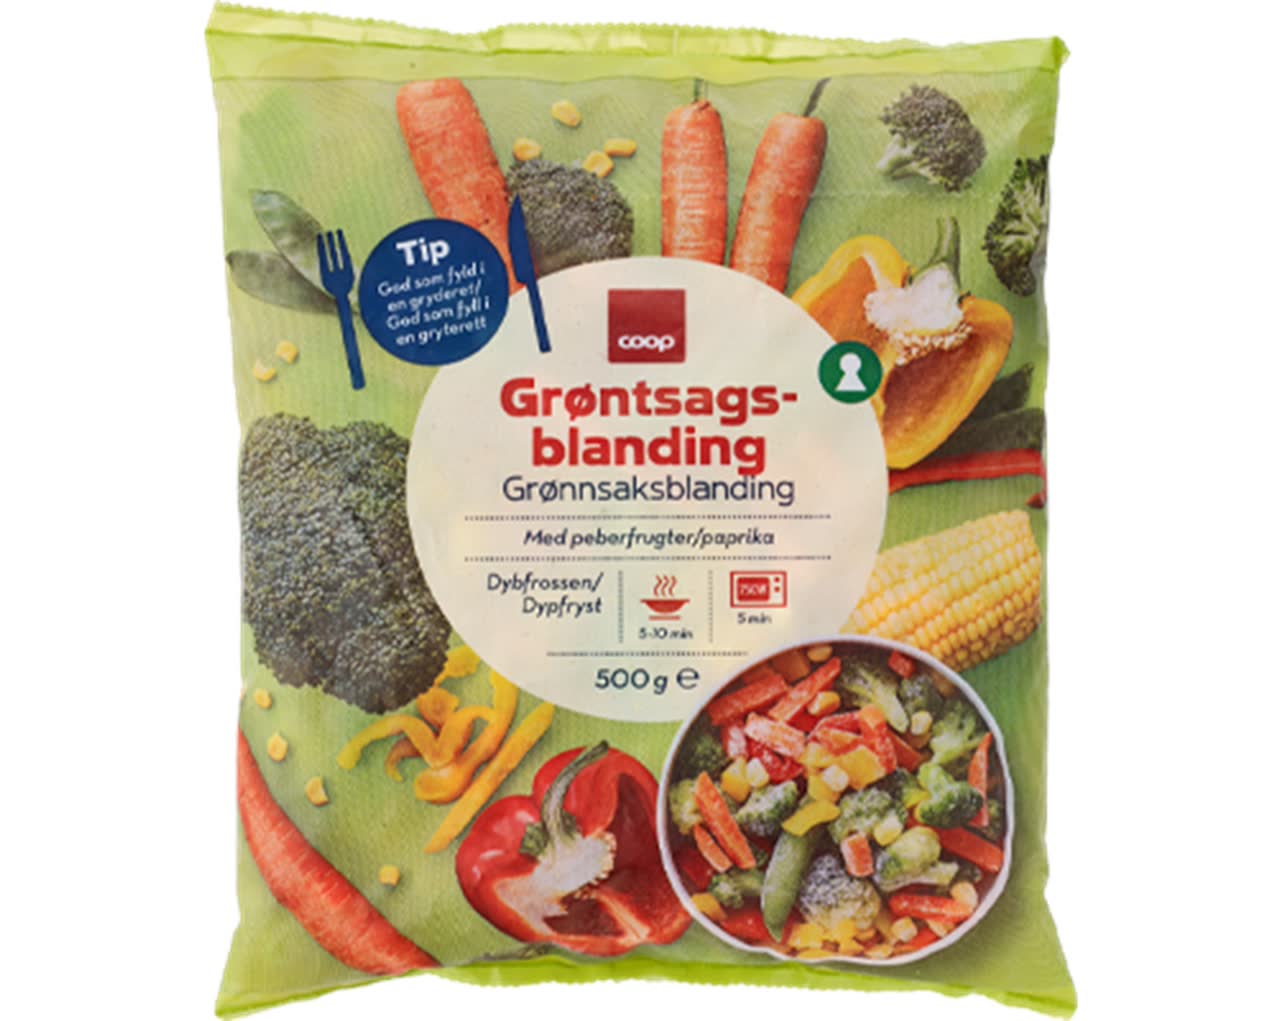 Tip
God som fyld i
en gryderet/
God som fyll i
en gryterett
coop
Grøntsags-
blanding
Grønnsaksblanding
Med peberfrugter/paprika
Dybfrossen/
Dypfryst
5-10 min
750W
5 min
500 g ℮